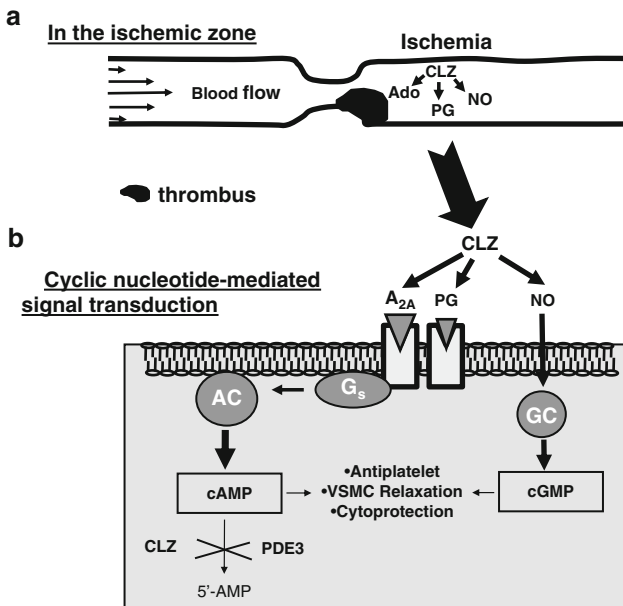 a
In the ischemic zone
Ischemia
Blood flow
CLZ
Ado
PG
NO
thrombus
b
CLZ
Cyclic nucleotide-mediated
signal transduction
A2A
PG
NO
AC
Gs
GC
cAMP
•Antiplatelet
•VSMC Relaxation
•Cytoprotection
cGMP
CLZ
PDE3
5'-AMP